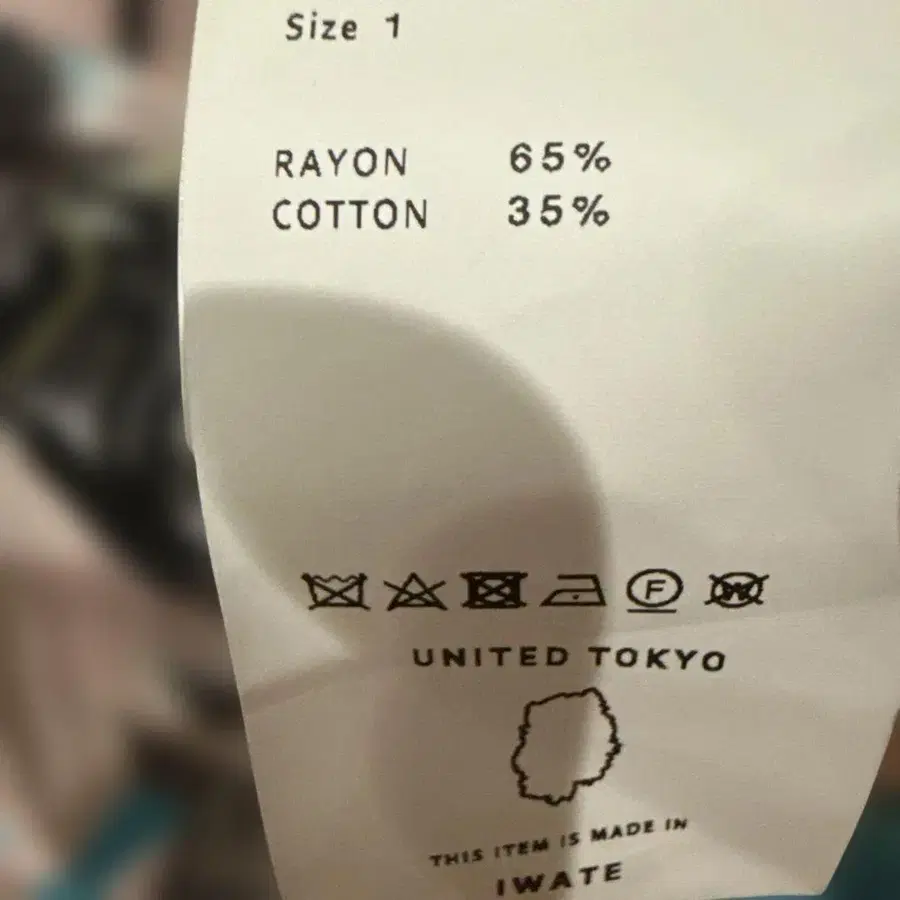 Size 1
RAYON 65%
COTTON 35%
F W
UNITED TOKYO
THIS ITEM IS MADE IN
IWATE